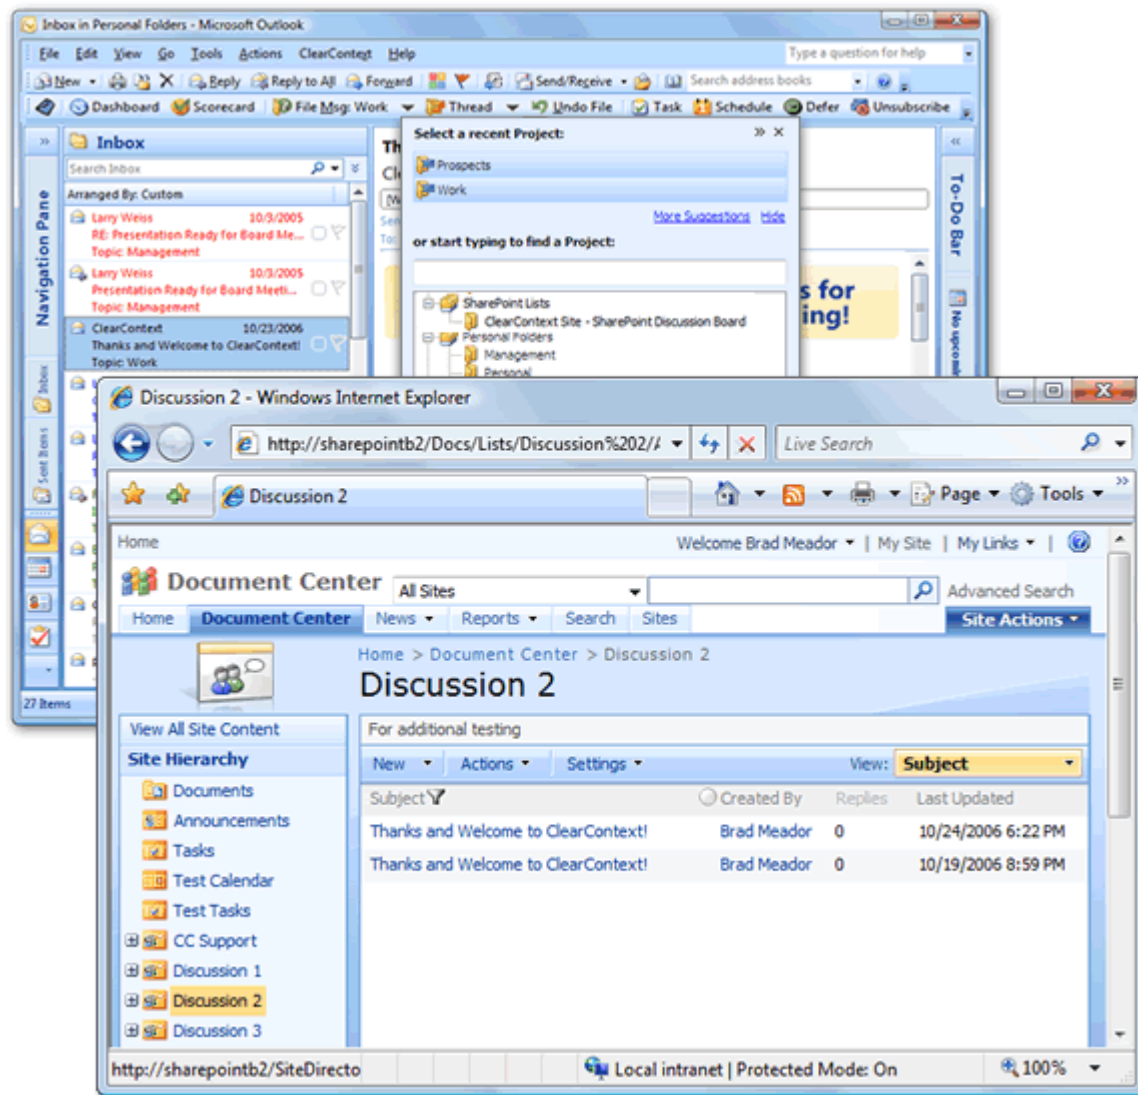 Inbox in Personal Folders - Microsoft Outlook
File Edit View Go Tools Actions ClearContext Help
Type a question for help
New Reply Reply to All Forward Send/Receive Search address books
Dashboard Scorecard File Msg: Work Thread Undo File Task Schedule Defer Unsubscribe
Navigation Pane
Inbox
Sent Items
27 Items
Inbox
Search Inbox
Arranged By: Custom
Larry Weiss 10/3/2005
RE: Presentation Ready for Board Me...
Topic: Management
Larry Weiss 10/3/2005
Presentation Ready for Board Meeti...
Topic: Management
ClearContext 10/23/2006
Thanks and Welcome to ClearContext!
Topic: Work
Select a recent Project:
Prospects
Work
More Suggestions Hide
or start typing to find a Project:
SharePoint Lists
ClearContext Site - SharePoint Discussion Board
Personal Folders
Management
Personal
s for
ing!
To-Do Bar
No upcomin
Discussion 2 - Windows Internet Explorer
http://sharepointb2/Docs/Lists/Discussion%202/
Live Search
Discussion 2
Page Tools
Home
Welcome Brad Meador | My Site | My Links |
Document Center
All Sites
Advanced Search
Home Document Center News Reports Search Sites
Site Actions
Home > Document Center > Discussion 2
Discussion 2
View All Site Content
Site Hierarchy
Documents
Announcements
Tasks
Test Calendar
Test Tasks
CC Support
Discussion 1
Discussion 2
Discussion 3
For additional testing
New Actions Settings View: Subject
Subject Created By Replies Last Updated
Thanks and Welcome to ClearContext! Brad Meador 0 10/24/2006 6:22 PM
Thanks and Welcome to ClearContext! Brad Meador 0 10/19/2006 8:59 PM
http://sharepointb2/SiteDirecto
Local intranet | Protected Mode: On
100%